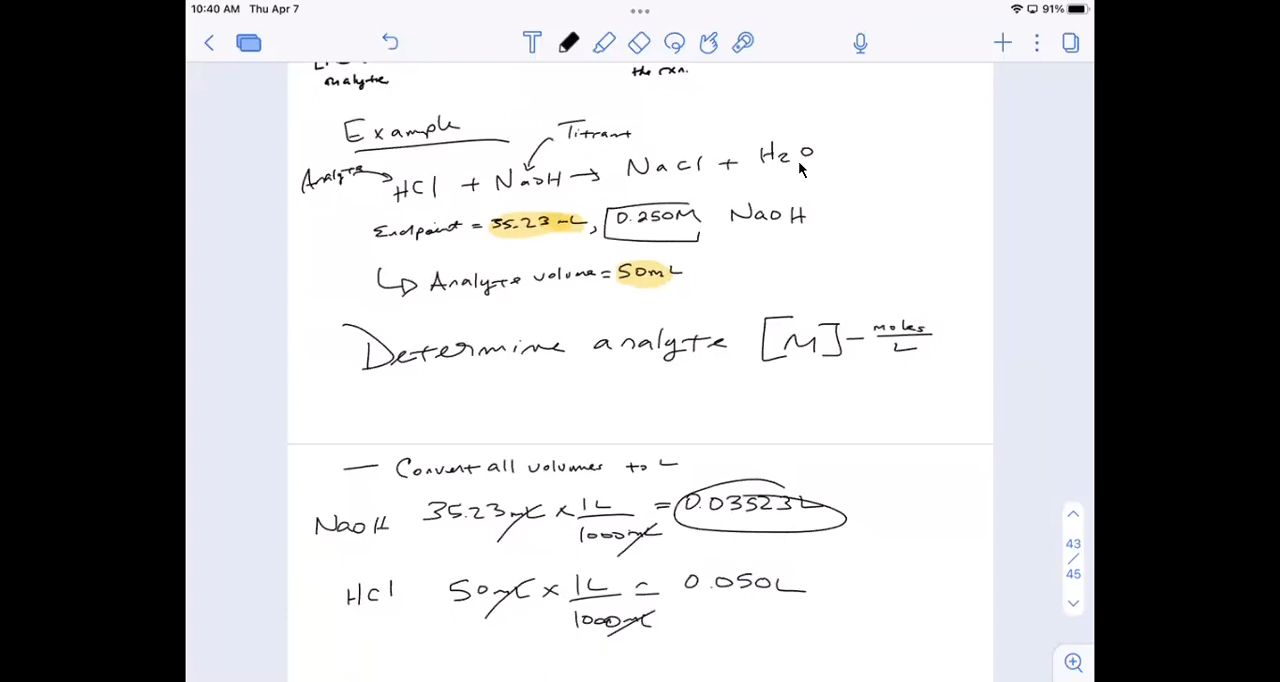 10:40 AM Thu Apr 7
91%
analyte
the rxn.
Example
Titrant
Analyte
HCl + NaOH → NaCl + H2O
Endpoint = 35.23 mL, 0.250M NaOH
↳ Analyte volume = 50mL
Determine analyte [M] - moles/L
— Convert all volumes to L
NaOH 35.23mL × 1L/1000mL = 0.03523L
HCl 50mL × 1L/1000mL = 0.050L
43
/
45